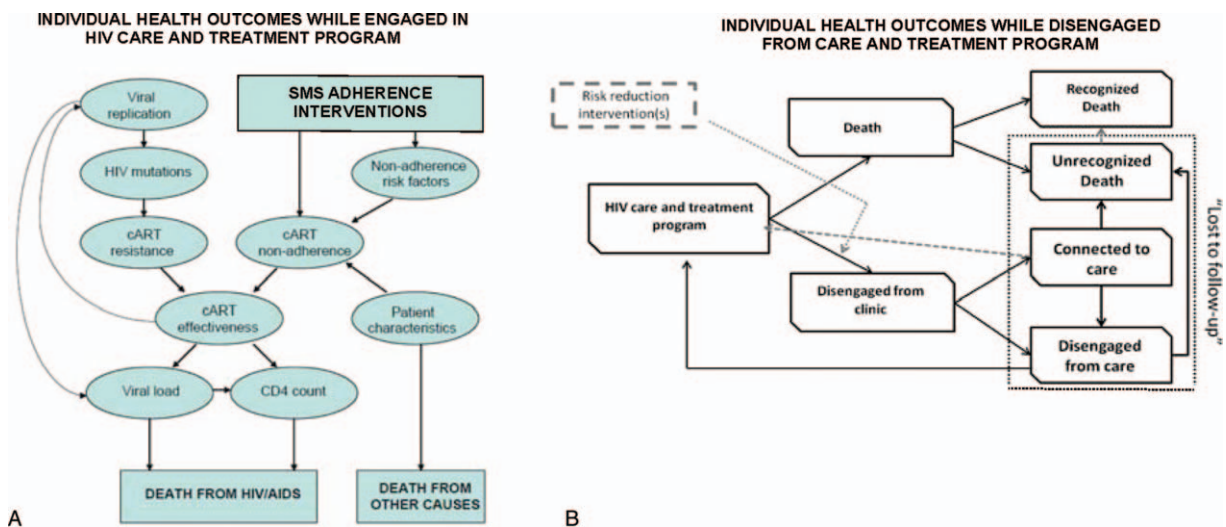 INDIVIDUAL HEALTH OUTCOMES WHILE ENGAGED IN
HIV CARE AND TREATMENT PROGRAM
Viral
replication
SMS ADHERENCE
INTERVENTIONS
HIV mutations
Non-adherence
risk factors
cART
resistance
cART
non-adherence
cART
effectiveness
Patient
characteristics
Viral load
CD4 count
DEATH FROM HIV/AIDS
DEATH FROM
OTHER CAUSES
A
INDIVIDUAL HEALTH OUTCOMES WHILE DISENGAGED
FROM CARE AND TREATMENT PROGRAM
Risk reduction
intervention(s)
Death
Recognized
Death
Unrecognized
Death
HIV care and treatment
program
Connected to
care
Disengaged from
clinic
Disengaged
from care
"Lost to follow-up"
B